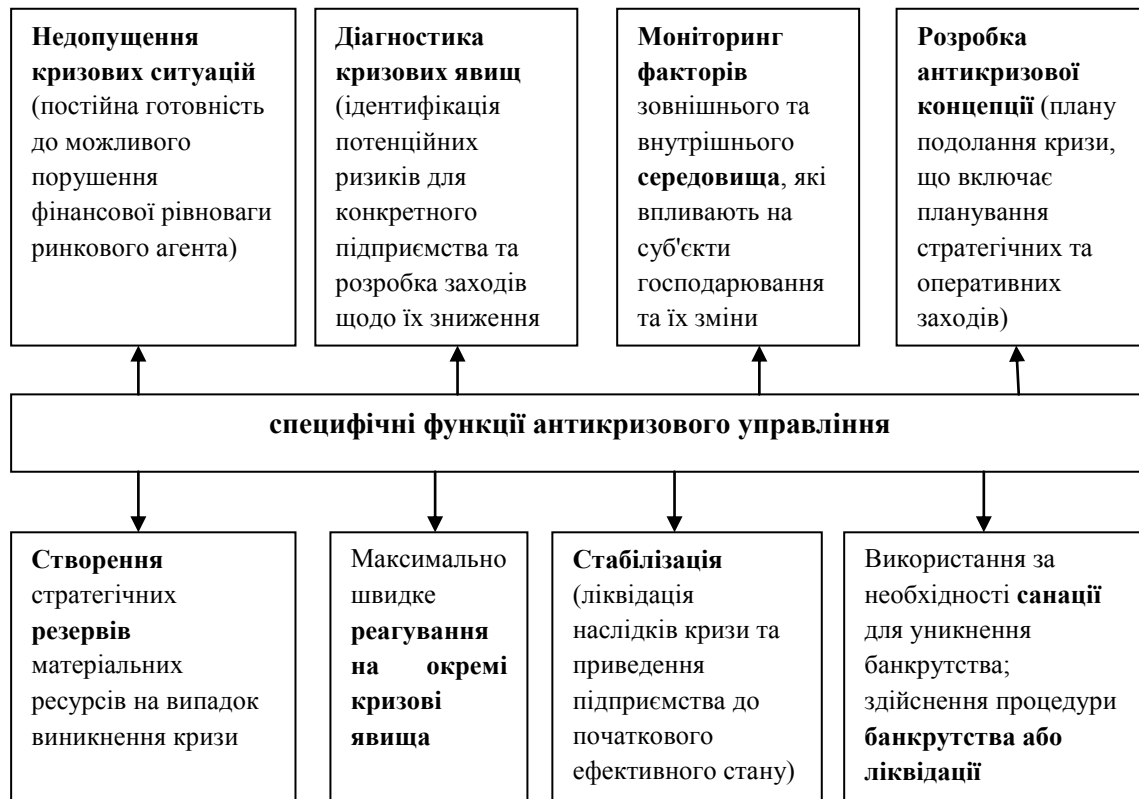 Недопущення
кризових ситуацій
(постійна готовність
до можливого
порушення
фінансової рівноваги
ринкового агента)
Діагностика
кризових явищ
(ідентифікація
потенційних
ризиків для
конкретного
підприємства та
розробка заходів
щодо їх зниження
Моніторинг
факторів
зовнішнього та
внутрішнього
середовища, які
впливають на
суб'єкти
господарювання
та їх зміни
Розробка
антикризової
концепції (плану
подолання кризи,
що включає
планування
стратегічних та
оперативних
заходів)
специфічні функції антикризового управління
Створення
стратегічних
резервів
матеріальних
ресурсів на випадок
виникнення кризи
Максимально
швидке
реагування
на окремі
кризові
явища
Стабілізація
(ліквідація
наслідків кризи та
приведення
підприємства до
початкового
ефективного стану)
Використання за
необхідності санації
для уникнення
банкрутства;
здійснення процедури
банкрутства або
ліквідації